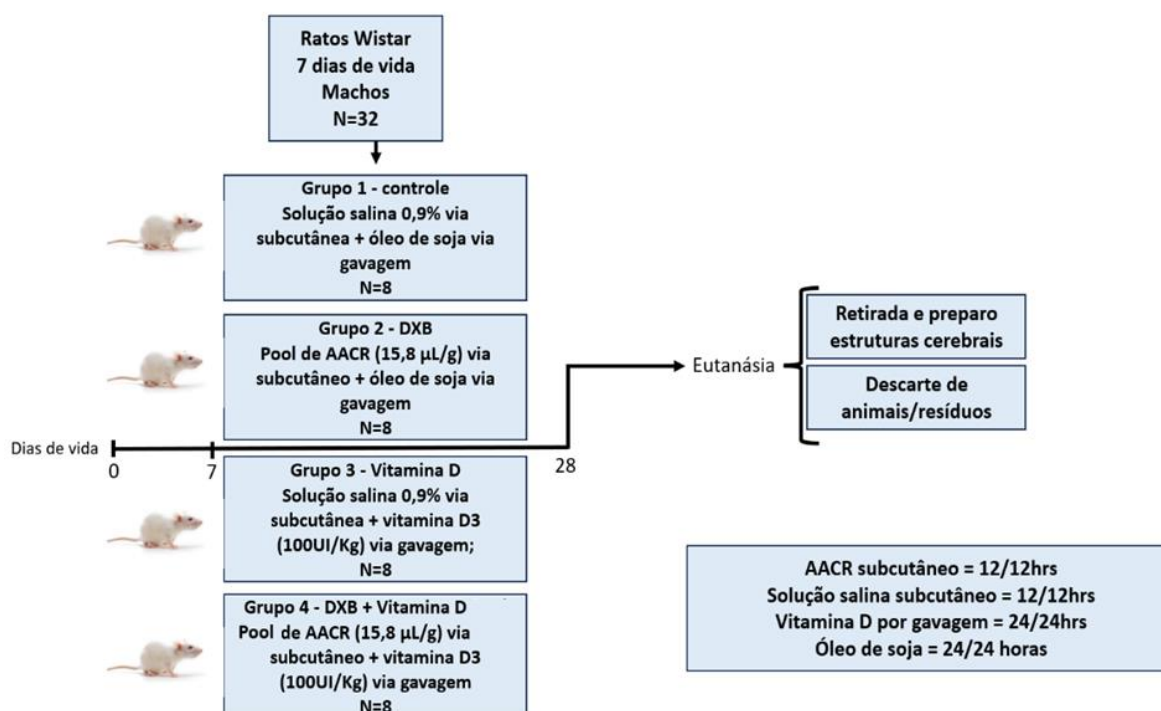 Ratos Wistar
7 dias de vida
Machos
N=32
Grupo 1 - controle
Solução salina 0,9% via
subcutânea + óleo de soja via
gavagem
N=8
Grupo 2 - DXB
Pool de AACR (15,8 µL/g) via
subcutâneo + óleo de soja via
gavagem
N=8
Dias de vida
0
7
28
Grupo 3 - Vitamina D
Solução salina 0,9% via
subcutânea + vitamina D3
(100UI/Kg) via gavagem;
N=8
Grupo 4 - DXB + Vitamina D
Pool de AACR (15,8 µL/g) via
subcutâneo + vitamina D3
(100UI/Kg) via gavagem
N=8
Eutanásia
Retirada e preparo
estruturas cerebrais
Descarte de
animais/resíduos
AACR subcutâneo = 12/12hrs
Solução salina subcutâneo = 12/12hrs
Vitamina D por gavagem = 24/24hrs
Óleo de soja = 24/24 horas